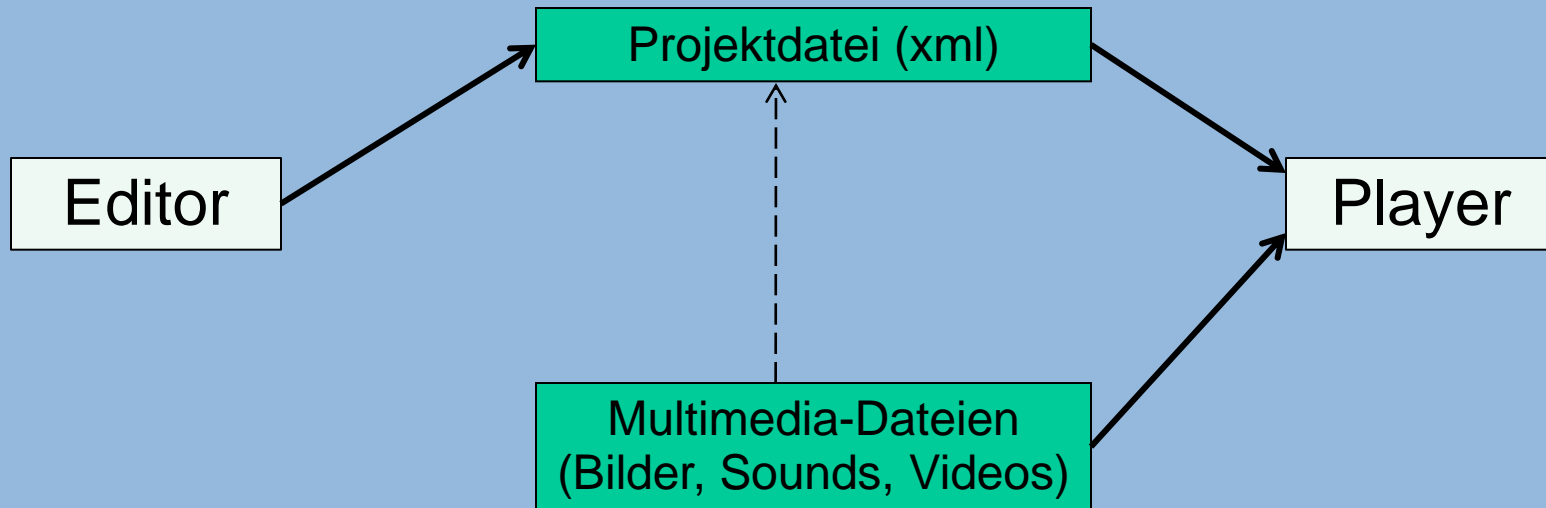 Projektdatei (xml)
Editor
Player
Multimedia-Dateien
(Bilder, Sounds, Videos)